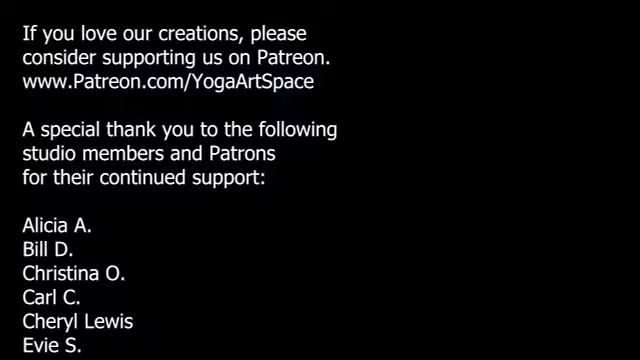 If you love our creations, please
consider supporting us on Patreon.
www.Patreon.com/YogaArtSpace
A special thank you to the following
studio members and Patrons
for their continued support:
Alicia A.
Bill D.
Christina O.
Carl C.
Cheryl Lewis
Evie S.